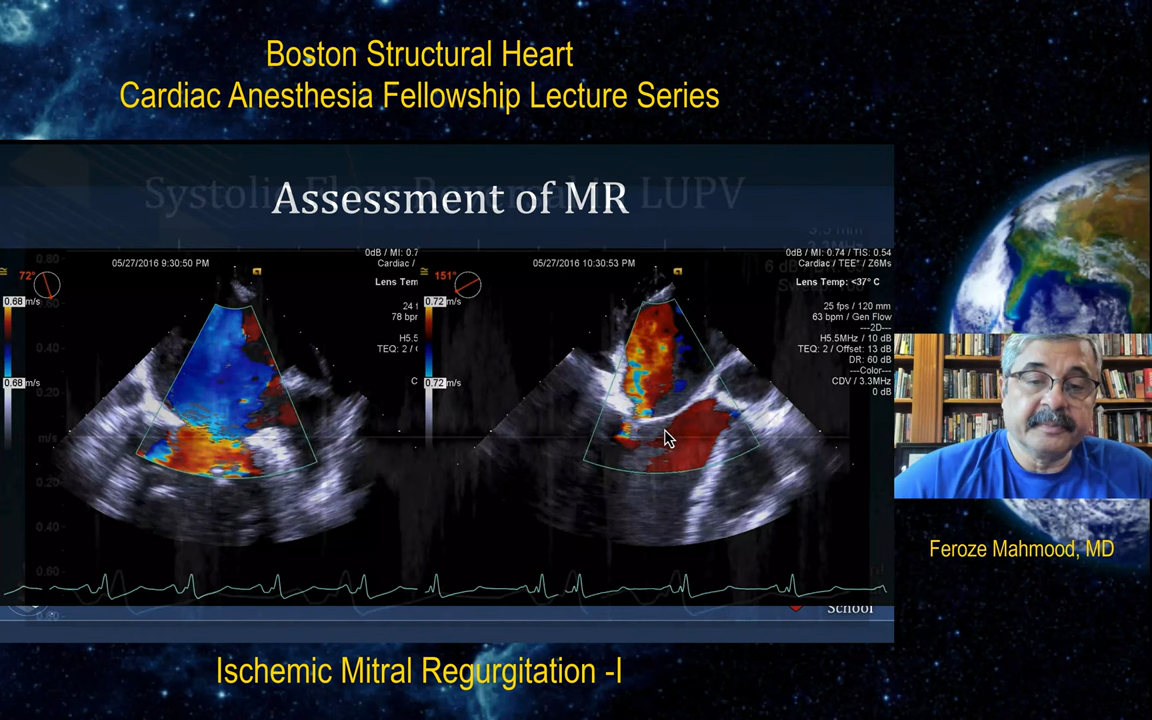 Boston Structural Heart
Cardiac Anesthesia Fellowship Lecture Series
Assessment of MR
05/27/2016 9:30:50 PM
0dB / MI: 0.7
Cardiac /
72°
Lens Tem
0.68 m/s
24 f
78 bpr
H5.5
TEQ: 2 /
0.68 m/s
05/27/2016 10:30:53 PM
0dB / MI: 0.74 / TIS: 0.54
Cardiac / TEE* / Z6Ms
151°
Lens Temp: <37° C
0.72 m/s
25 fps / 120 mm
63 bpm / Gen Flow
---2D---
H5.5MHz / 10 dB
TEQ: 2 / Offset: 13 dB
DR: 60 dB
---Color---
CDV / 3.3MHz
0 dB
0.72 m/s
School
Feroze Mahmood, MD
Ischemic Mitral Regurgitation -I